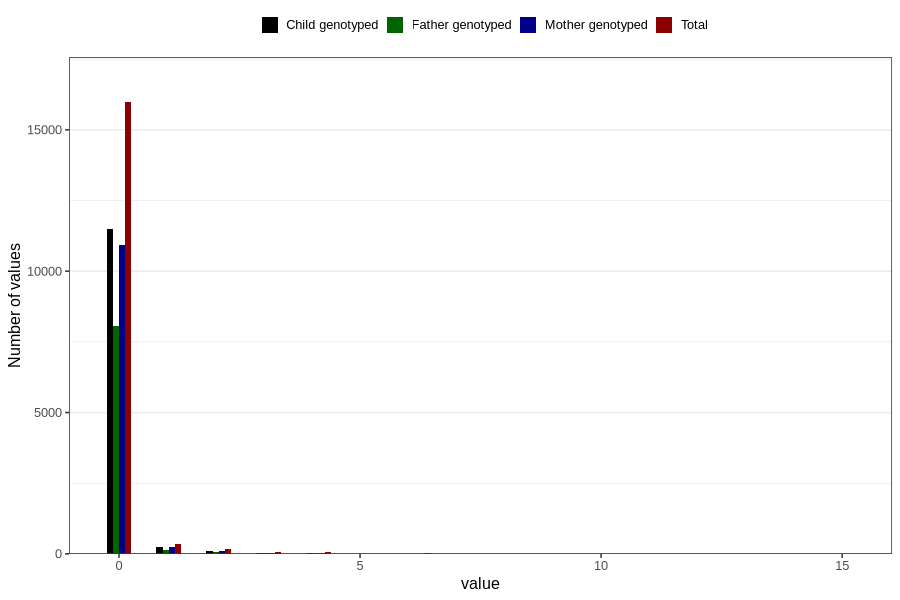 Child genotyped Father genotyped Mother genotyped Total
Number of values
15000
10000
5000
0
0 5 10 15
value